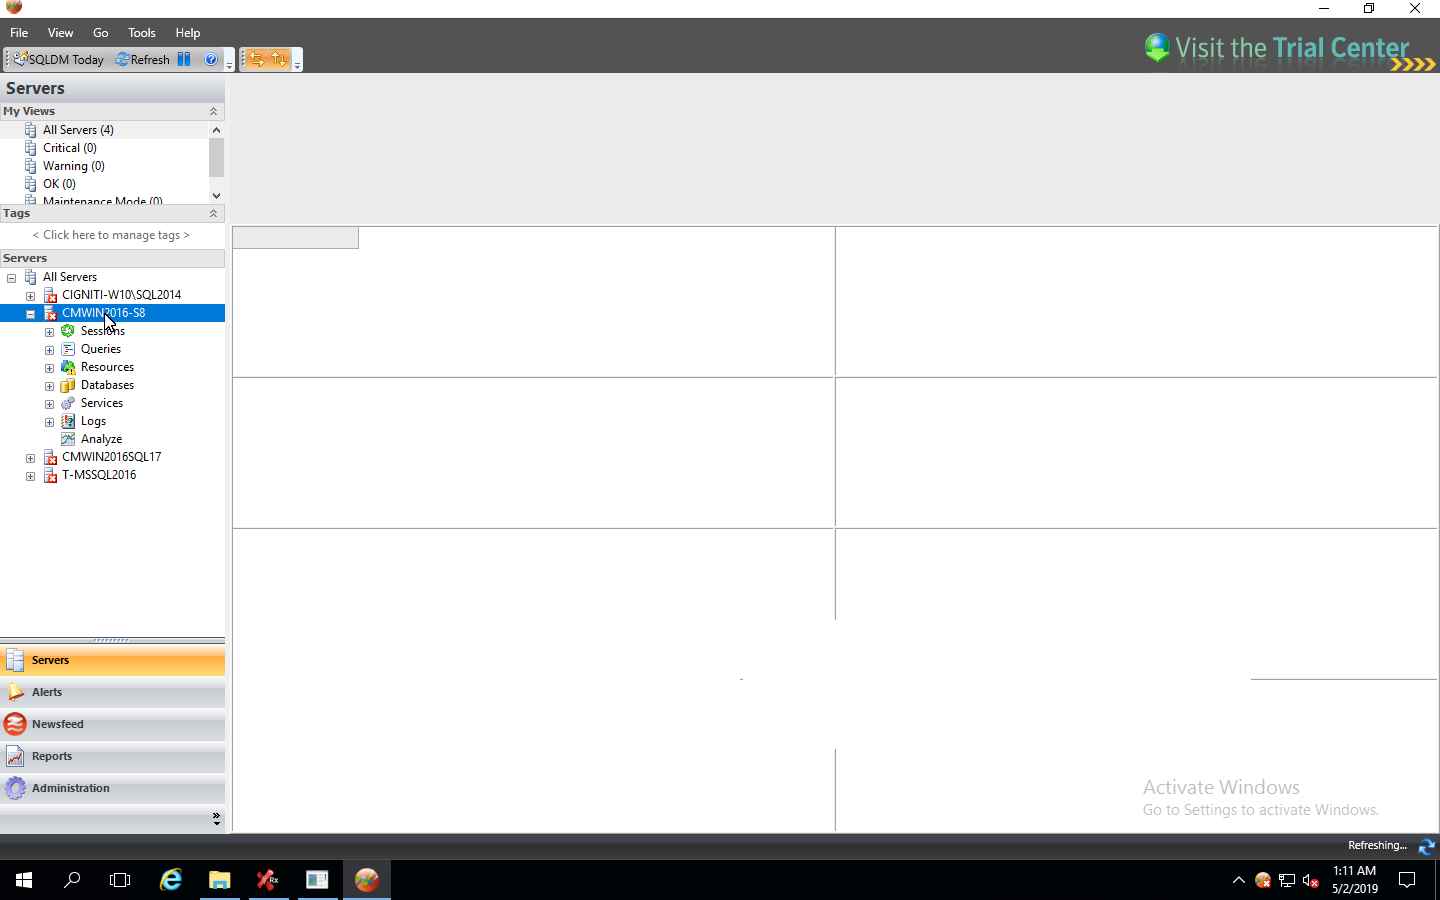 File View Go Tools Help
Visit the Trial Center
SQLDM Today Refresh
Servers
My Views
All Servers (4)
Critical (0)
Warning (0)
OK (0)
Maintenance Mode (0)
Tags
< Click here to manage tags >
Servers
All Servers
CIGNITI-W10\SQL2014
CMWIN2016-S8
Sessions
Queries
Resources
Databases
Services
Logs
Analyze
CMWIN2016SQL17
T-MSSQL2016
Servers
Alerts
Newsfeed
Reports
Administration
Activate Windows
Go to Settings to activate Windows.
Refreshing...
Rx
1:11 AM
5/2/2019